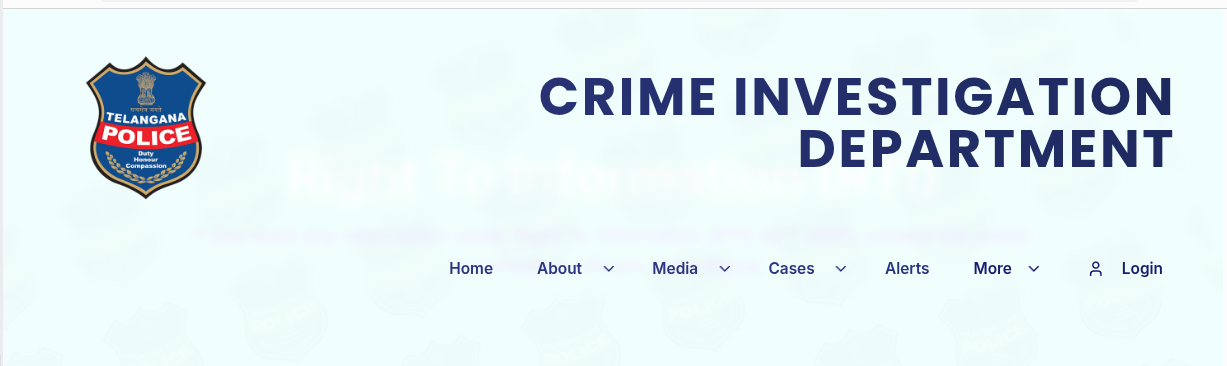 सत्यमेव जयते
TELANGANA
POLICE
Duty
Honour
Compassion
CRIME INVESTIGATION
DEPARTMENT
Home About Media Cases Alerts More Login